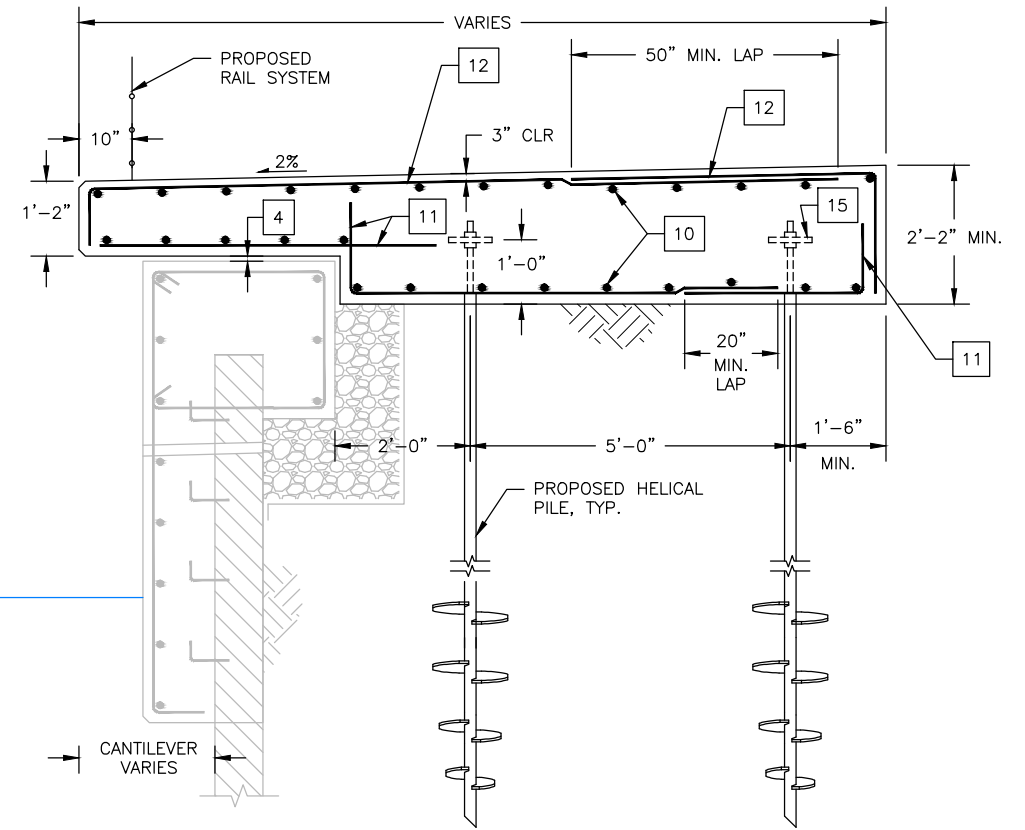 VARIES
PROPOSED
RAIL SYSTEM
12
50” MIN. LAP
12
10”
3” CLR
2%
1’–2”
4
11
10
15
1’–0”
2’–2” MIN.
20”
MIN.
LAP
11
2’–0”
5’–0”
1’–6”
MIN.
PROPOSED HELICAL
PILE, TYP.
CANTILEVER
VARIES